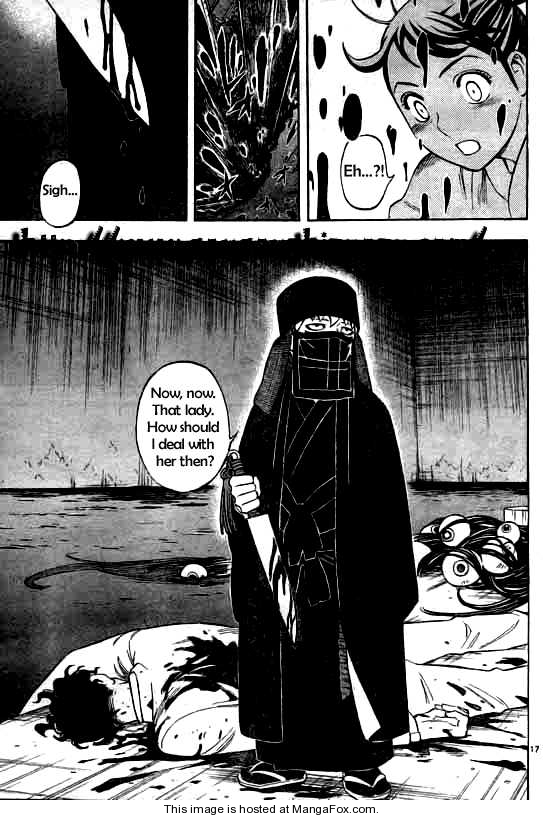 Eh...?!
Sigh...
Now, now.
That lady.
How should
I deal with
her then?
17
This image is hosted at MangaFox.com.